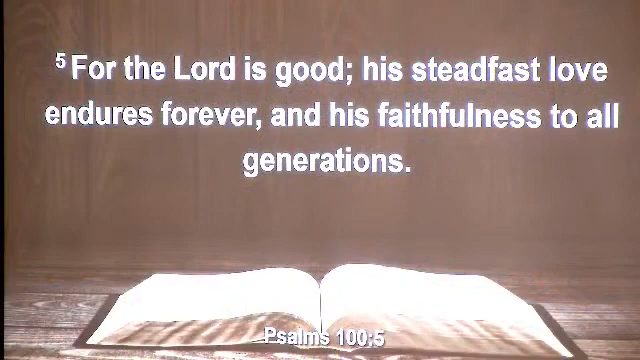 5 For the Lord is good; his steadfast love
endures forever, and his faithfulness to all
generations.
Psalms 100:5